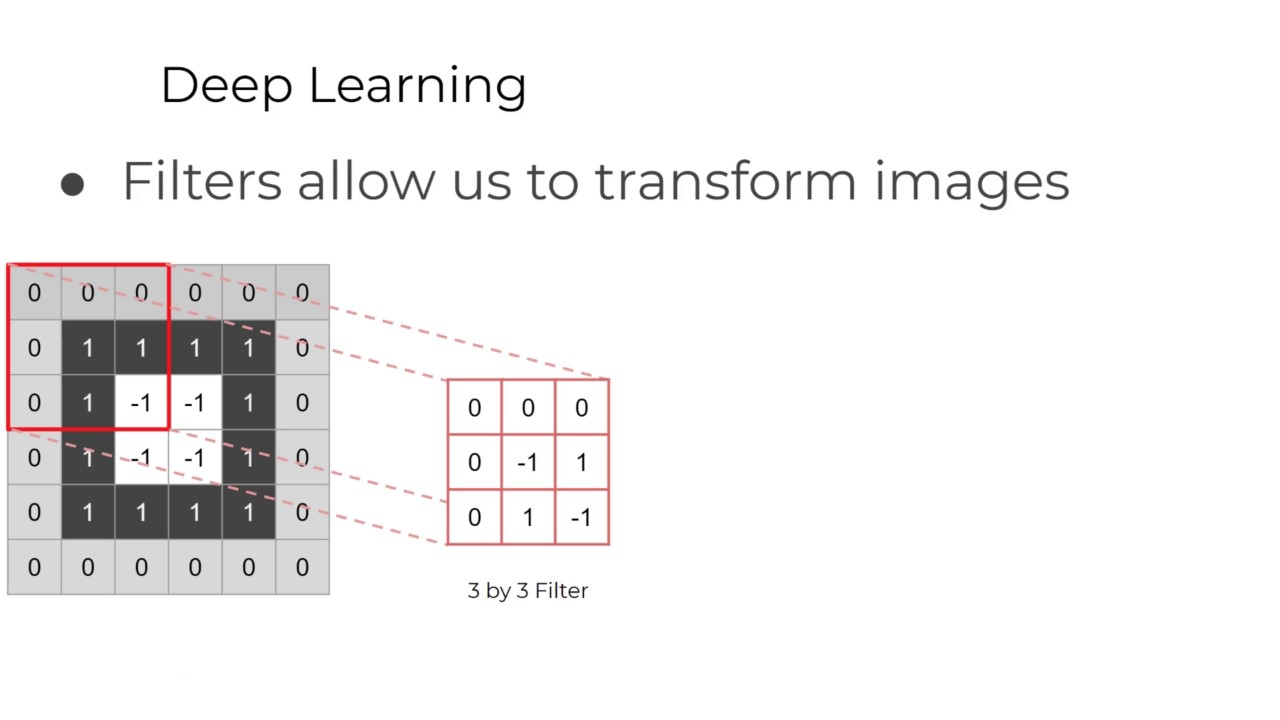 Deep Learning
● Filters allow us to transform images
0 0 0 0 0 0
0 1 1 1 1 0
0 1 -1 -1 1 0
0 1 -1 -1 1 0
0 1 1 1 1 0
0 0 0 0 0 0
0 0 0
0 -1 1
0 1 -1
3 by 3 Filter